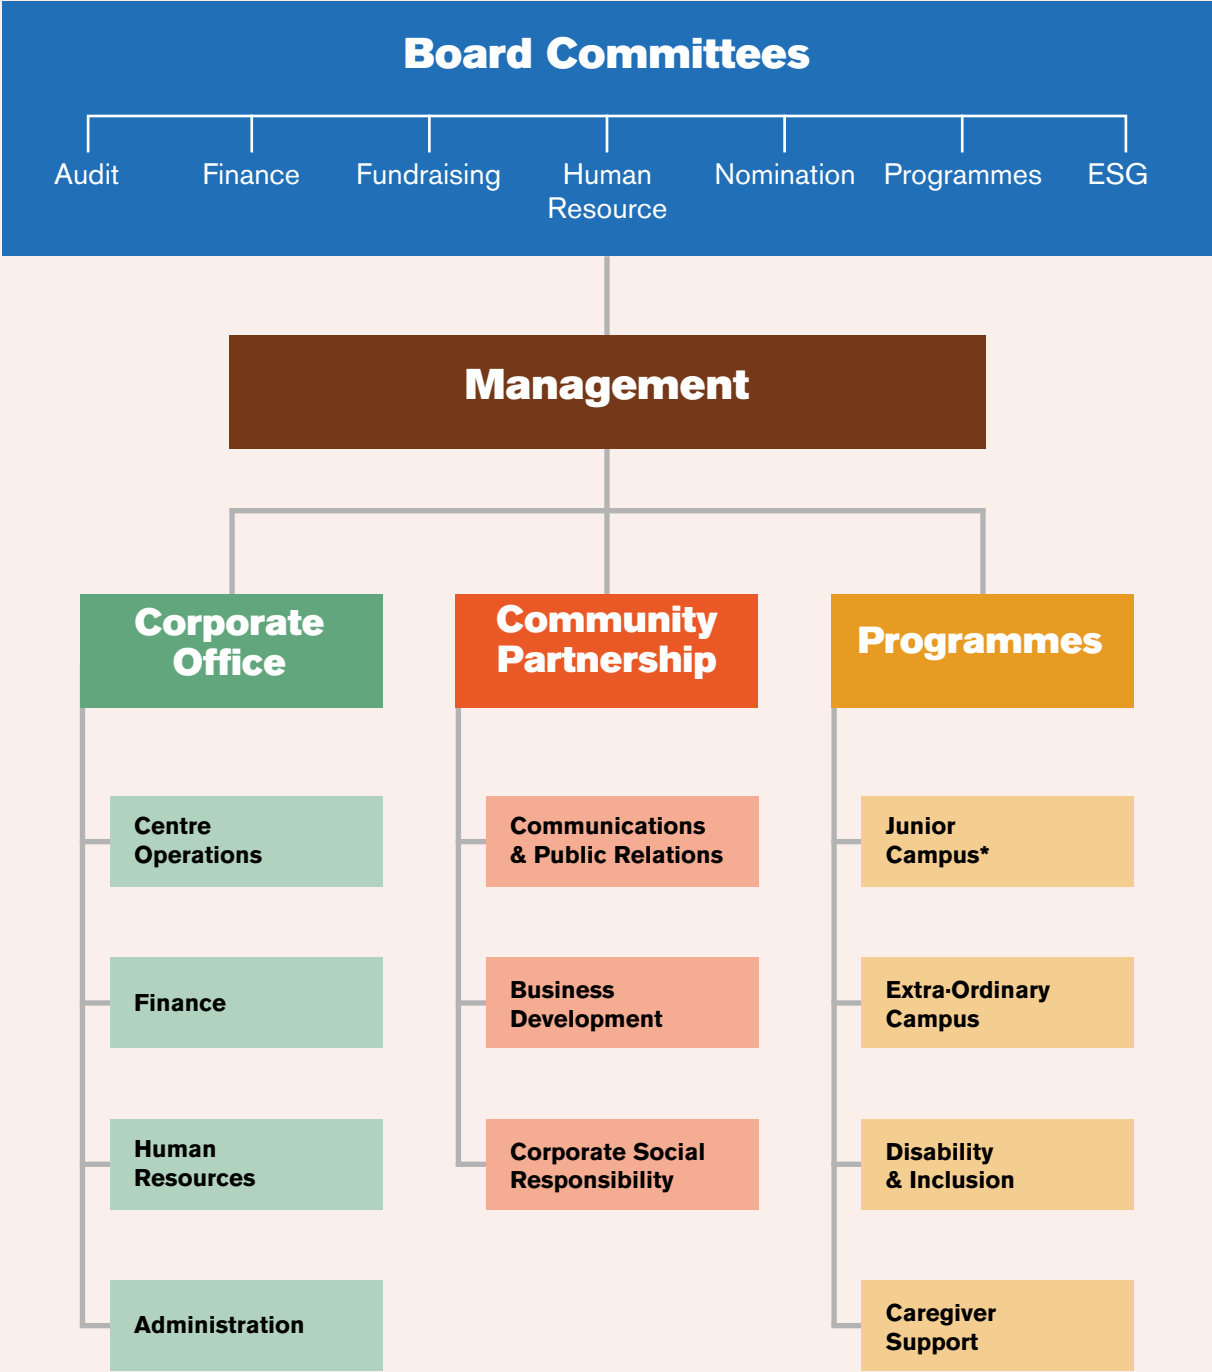 Board Committees
Audit
Finance
Fundraising
Human
Resource
Nomination
Programmes
ESG
Management
Corporate
Office
Centre
Operations
Finance
Human
Resources
Administration
Community
Partnership
Communications
& Public Relations
Business
Development
Corporate Social
Responsibility
Programmes
Junior
Campus*
Extra·Ordinary
Campus
Disability
& Inclusion
Caregiver
Support